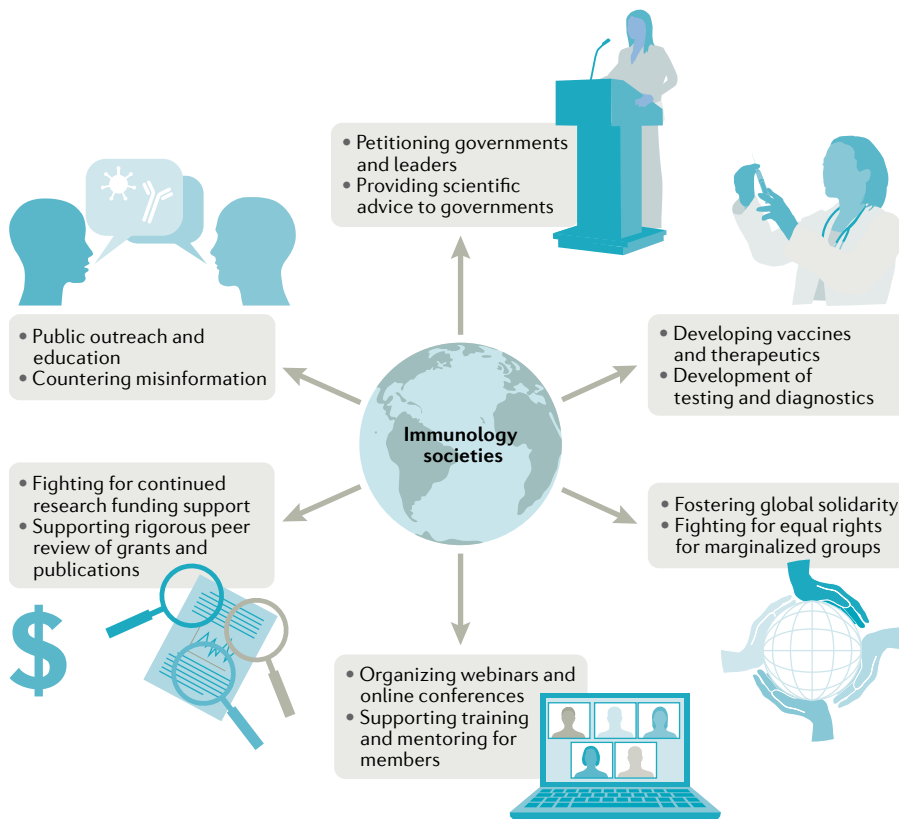 • Petitioning governments
and leaders
• Providing scientific
advice to governments
• Public outreach and
education
• Countering misinformation
• Developing vaccines
and therapeutics
• Development of
testing and diagnostics
Immunology
societies
• Fighting for continued
research funding support
• Supporting rigorous peer
review of grants and
publications
• Fostering global solidarity
• Fighting for equal rights
for marginalized groups
$
• Organizing webinars and
online conferences
• Supporting training
and mentoring for
members